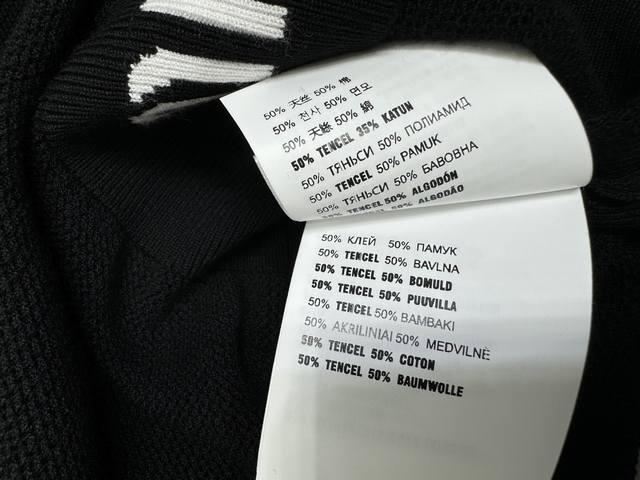 50% 天丝 50% 棉
50% 전사 50% 면모
50% 天絲 50% 綿
50% TENCEL 35% KATUN
50% ТЯНЬСИ 50% ПОЛИАМИД
50% TENCEL 50% PAMUK
50% ТЯНЬСИ 50% БАВОВНА
50% TENCEL 50% ALGODÓN
50% TENCEL 50% ALGODÃO
50% КЛЕЙ 50% ПАМУК
50% TENCEL 50% BAVLNA
50% TENCEL 50% BOMULD
50% TENCEL 50% PUUVILLA
50% TENCEL 50% BAMBAKI
50% AKRILINIAI 50% MEDVILNĖ
50% TENCEL 50% COTON
50% TENCEL 50% BAUMWOLLE